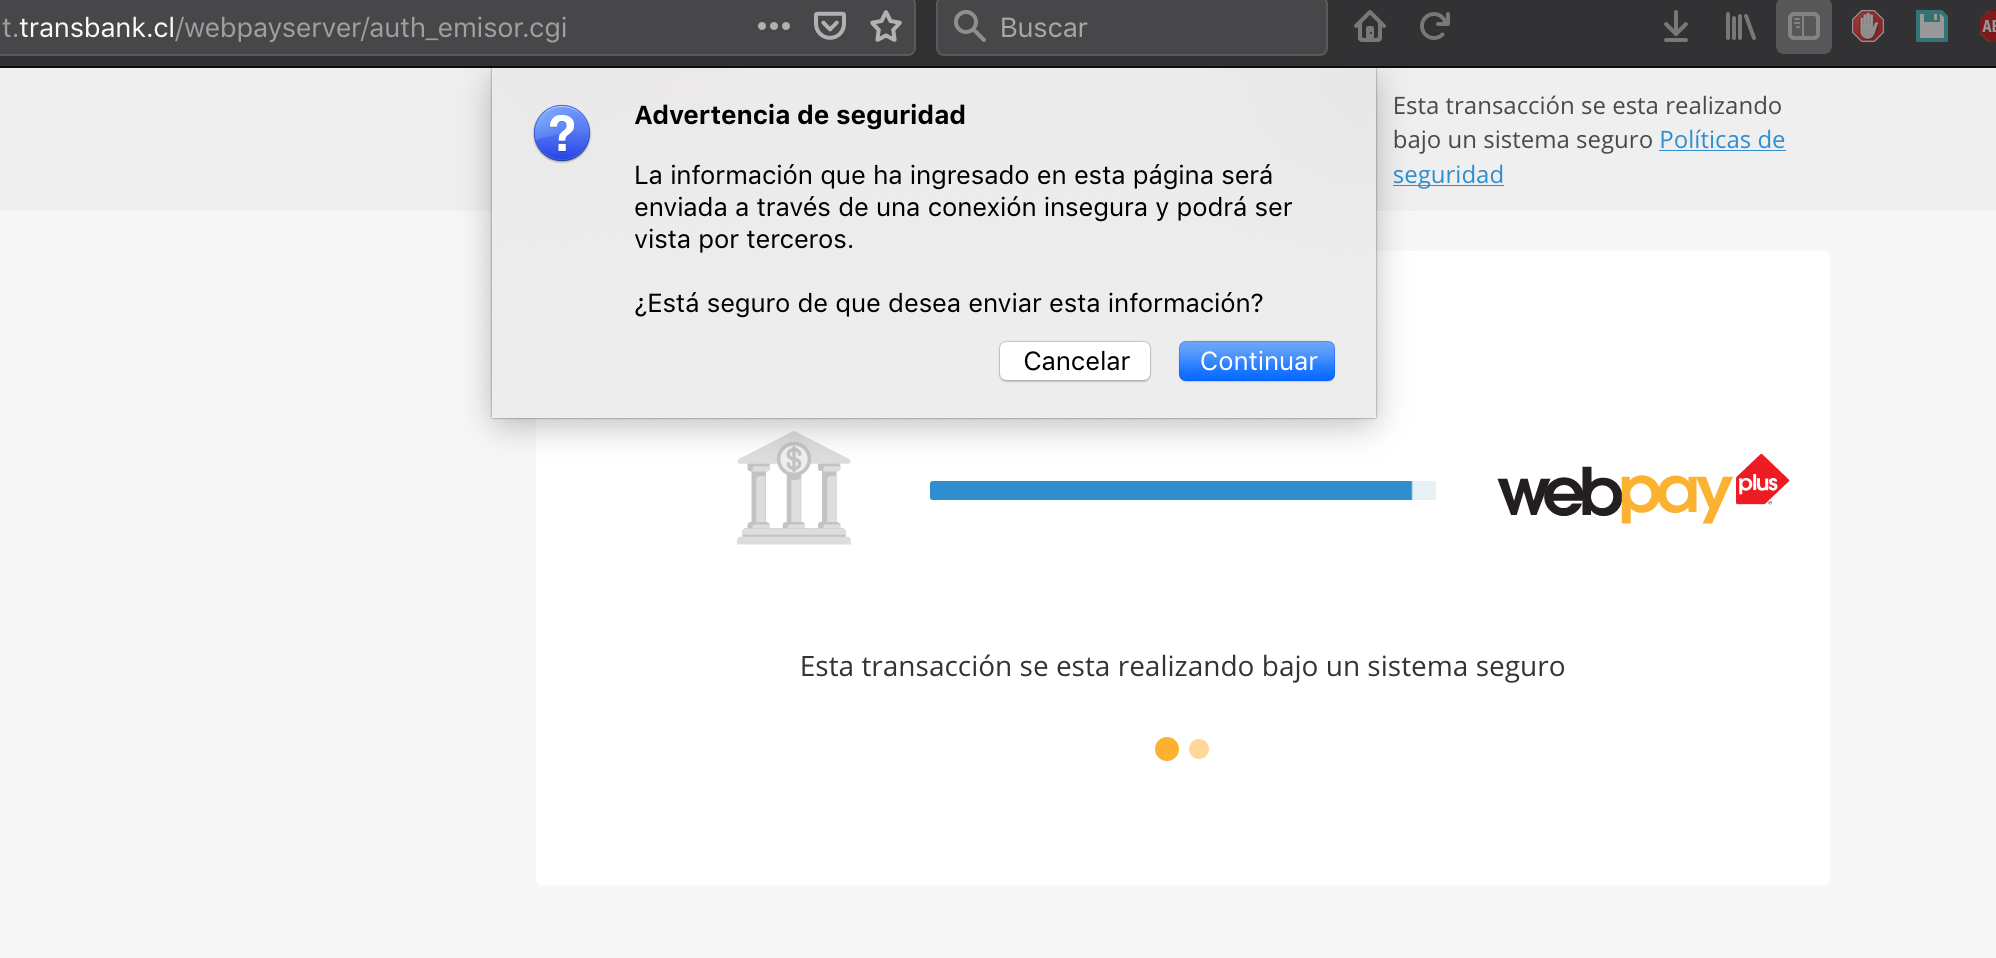 t.transbank.cl/webpayserver/auth_emisor.cgi
Buscar
Advertencia de seguridad
La información que ha ingresado en esta página será
enviada a través de una conexión insegura y podrá ser
vista por terceros.
¿Está seguro de que desea enviar esta información?
Cancelar
Continuar
Esta transacción se esta realizando
bajo un sistema seguro Políticas de
seguridad
$
webpay plus
Esta transacción se esta realizando bajo un sistema seguro